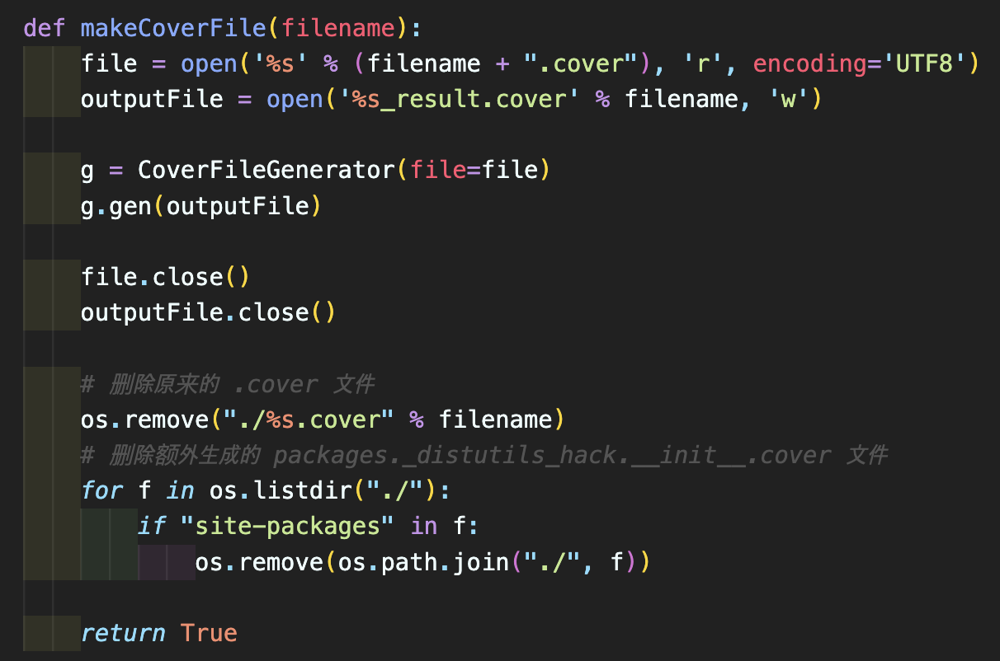 def makeCoverFile(filename):
    file = open('%s' % (filename + ".cover"), 'r', encoding='UTF8')
    outputFile = open('%s_result.cover' % filename, 'w')
    g = CoverFileGenerator(file=file)
    g.gen(outputFile)
    file.close()
    outputFile.close()
    # 删除原来的 .cover 文件
    os.remove("./%s.cover" % filename)
    # 删除额外生成的 packages._distutils_hack.__init__.cover 文件
    for f in os.listdir("./"):
        if "site-packages" in f:
            os.remove(os.path.join("./", f))
    return True